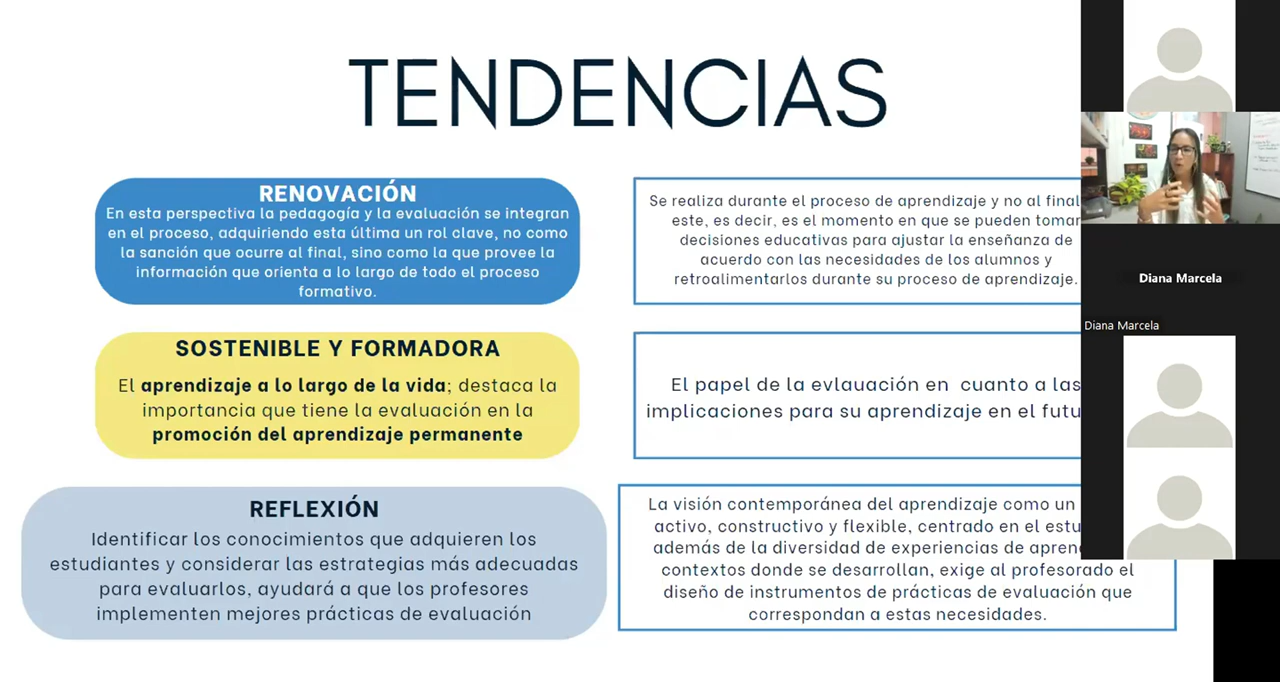 TENDENCIAS
RENOVACIÓN
En esta perspectiva la pedagogía y la evaluación se integran
en el proceso, adquiriendo esta última un rol clave, no como
la sanción que ocurre al final, sino como la que provee la
información que orienta a lo largo de todo el proceso
formativo.
Se realiza durante el proceso de aprendizaje y no al final
este, es decir, es el momento en que se pueden tomar
decisiones educativas para ajustar la enseñanza de
acuerdo con las necesidades de los alumnos y
retroalimentarlos durante su proceso de aprendizaje.
SOSTENIBLE Y FORMADORA
El aprendizaje a lo largo de la vida; destaca la
importancia que tiene la evaluación en la
promoción del aprendizaje permanente
El papel de la evlauación en cuanto a las
implicaciones para su aprendizaje en el futu
REFLEXIÓN
Identificar los conocimientos que adquieren los
estudiantes y considerar las estrategias más adecuadas
para evaluarlos, ayudará a que los profesores
implementen mejores prácticas de evaluación
La visión contemporánea del aprendizaje como un
activo, constructivo y flexible, centrado en el estu
además de la diversidad de experiencias de apren
contextos donde se desarrollan, exige al profesorado el
diseño de instrumentos de prácticas de evaluación que
correspondan a estas necesidades.
Diana Marcela
Diana Marcela